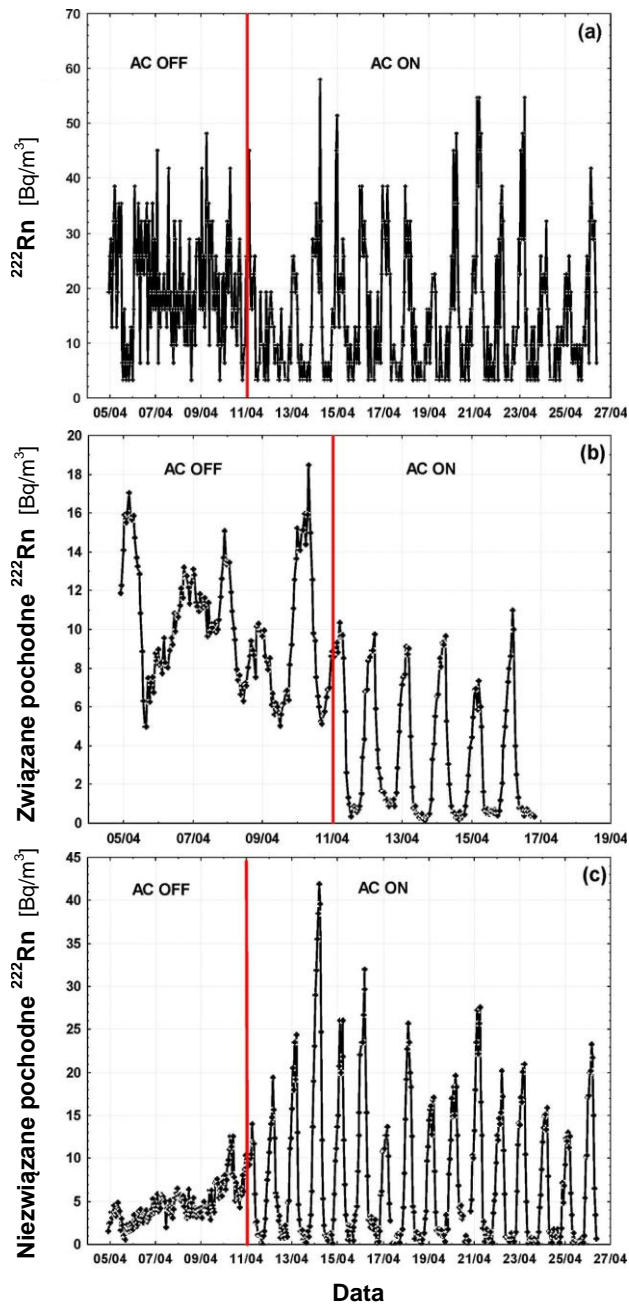 (a)
AC OFF AC ON
²²²Rn [Bq/m³]
70
60
50
40
30
20
10
0
05/04 07/04 09/04 11/04 13/04 15/04 17/04 19/04 21/04 23/04 25/04 27/04
(b)
AC OFF AC ON
Związane pochodne ²²²Rn [Bq/m³]
20
18
16
14
12
10
8
6
4
2
0
05/04 07/04 09/04 11/04 13/04 15/04 17/04 19/04
(c)
AC OFF AC ON
Niezwiązane pochodne ²²²Rn [Bq/m³]
45
40
35
30
25
20
15
10
5
0
05/04 07/04 09/04 11/04 13/04 15/04 17/04 19/04 21/04 23/04 25/04 27/04
Data